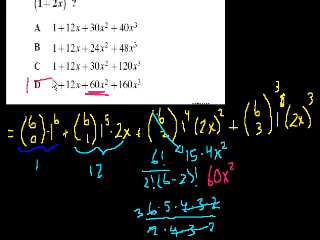 (1+2x) ?
A 1+12x+30x²+40x³
B 1+12x+24x²+48x³
C 1+12x+30x²+120x³
D +12x+60x²+160x³
= (6 0)·1⁶ + (6 1)1⁵·2x + (6 2)1⁴(2x)² + (6 3)1³(2x)³
1 12 15·4x²
6! 60x²
2!(6-2)!
3 6·5·4·3·2
2·4·3·2